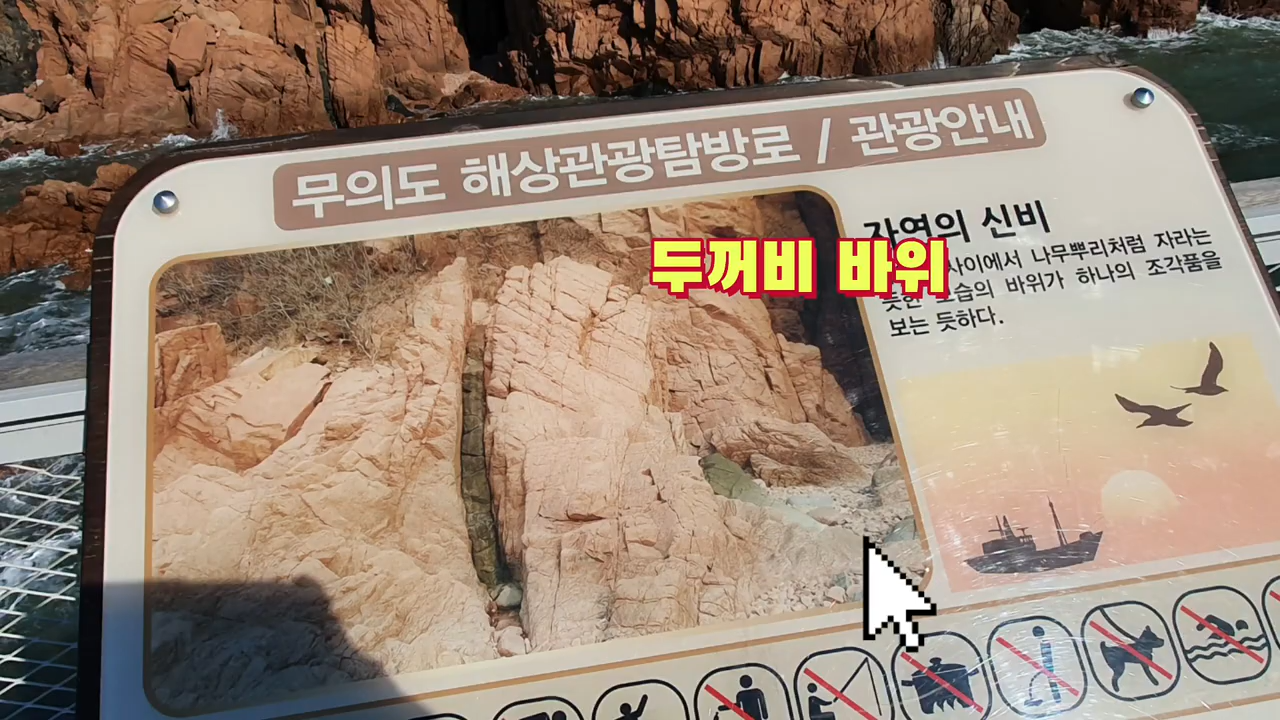 무의도 해상관광탐방로 / 관광안내
자연의 신비
두꺼비 바위
사이에서 나무뿌리처럼 자라는
듯한 모습의 바위가 하나의 조각품을
보는 듯하다.